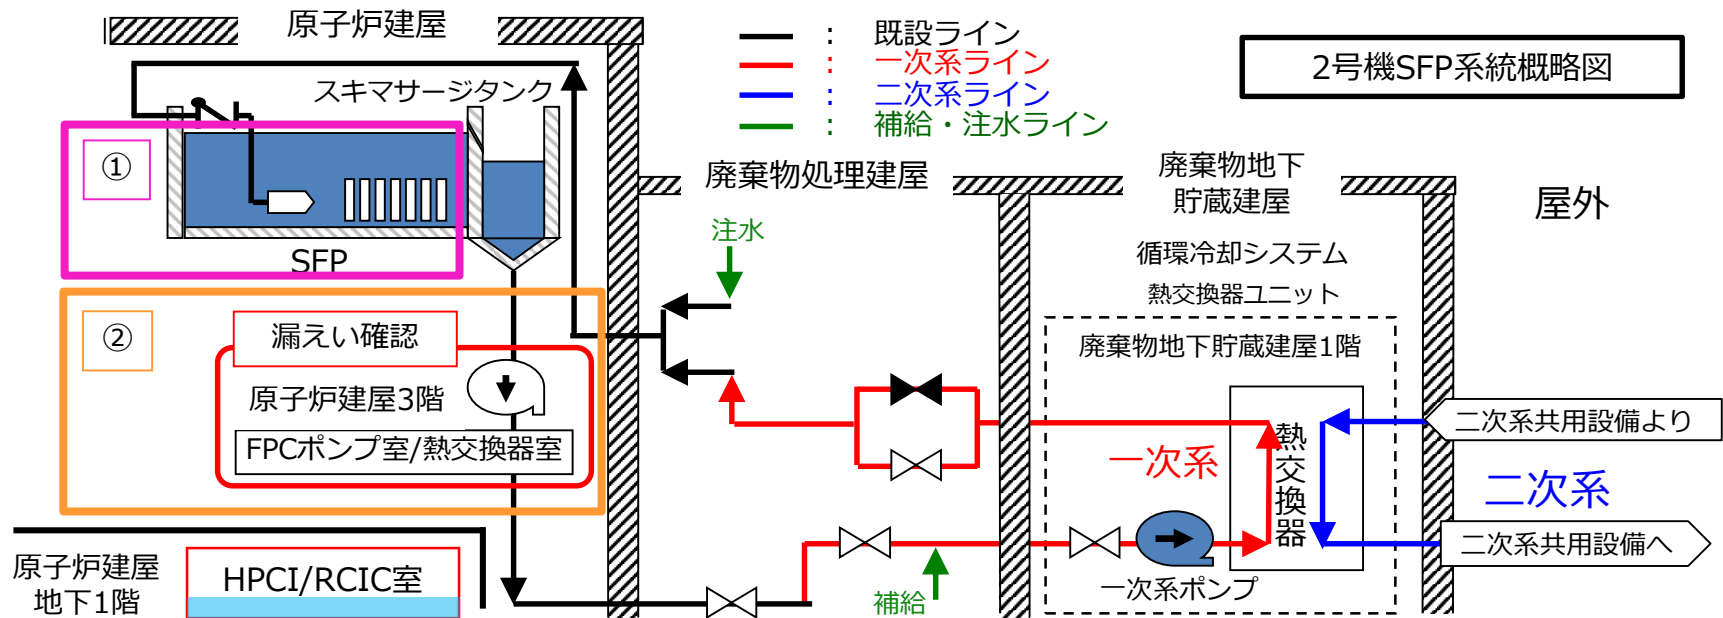 原子炉建屋
： 既設ライン
： 一次系ライン
： 二次系ライン
： 補給・注水ライン
2号機SFP系統概略図
スキマサージタンク
①
SFP
廃棄物処理建屋
廃棄物地下
貯蔵建屋
屋外
注水
循環冷却システム
熱交換器ユニット
②
漏えい確認
原子炉建屋3階
FPCポンプ室/熱交換器室
廃棄物地下貯蔵建屋1階
熱交換器
一次系
二次系共用設備より
二次系
二次系共用設備へ
一次系ポンプ
補給
原子炉建屋
地下1階
HPCI/RCIC室